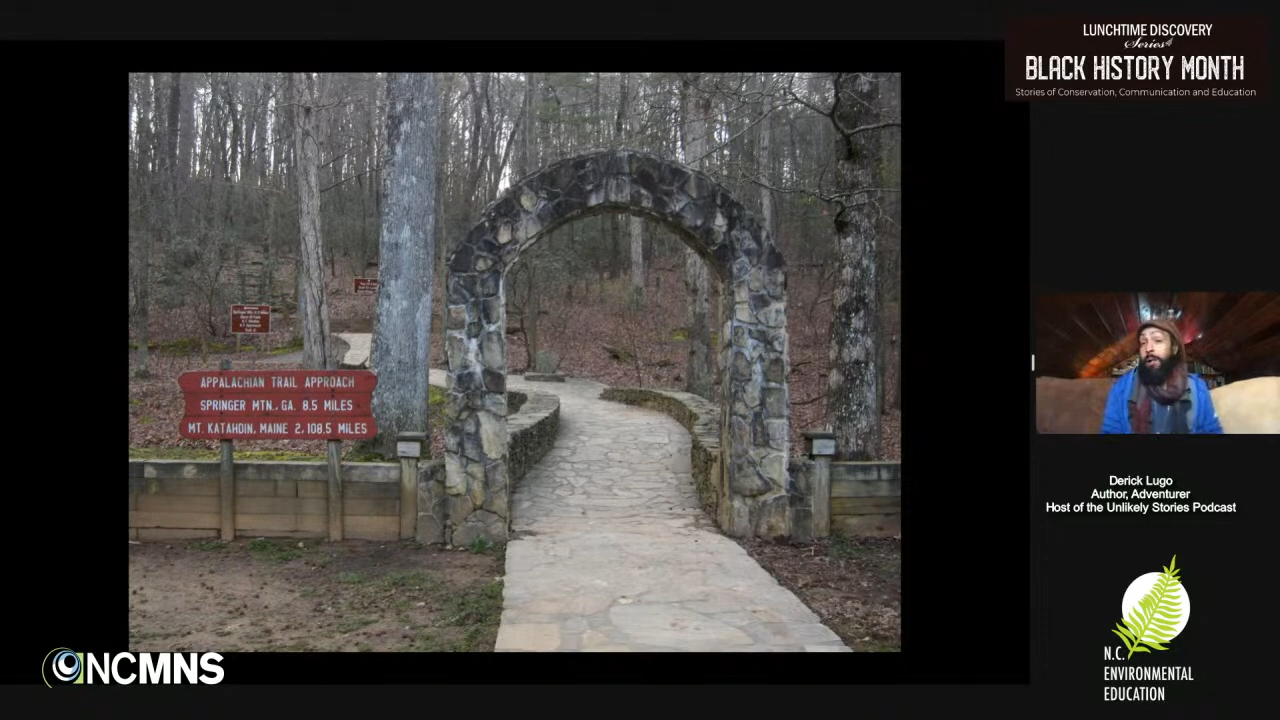 LUNCHTIME DISCOVERY
Series
BLACK HISTORY MONTH
Stories of Conservation, Communication and Education
APPALACHIAN TRAIL APPROACH
SPRINGER MTN., GA. 8.5 MILES
MT. KATAHDIN, MAINE 2,108.5 MILES
Derick Lugo
Author, Adventurer
Host of the Unlikely Stories Podcast
NCMNS
N.C.
ENVIRONMENTAL
EDUCATION